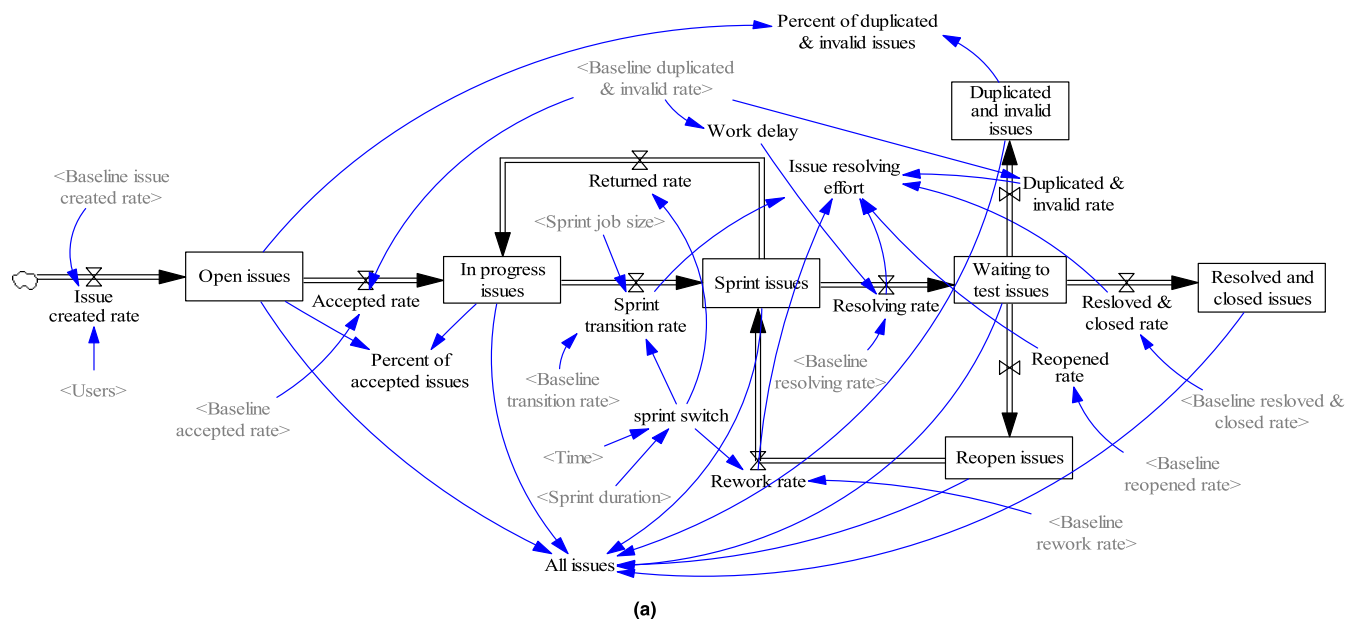 Percent of duplicated
& invalid issues
<Baseline duplicated
& invalid rate>
Duplicated
and invalid
issues
Work delay
Issue resolving
effort
<Baseline issue
created rate>
Returned rate
Duplicated &
invalid rate
<Sprint job size>
Open issues
In progress
issues
Sprint issues
Waiting to
test issues
Resolved and
closed issues
Issue
created rate
Accepted rate
Sprint
transition rate
Resolving rate
Resloved &
closed rate
Percent of
accepted issues
<Baseline
transition rate>
<Baseline
resolving rate>
Reopened
rate
<Users>
<Baseline
accepted rate>
sprint switch
<Baseline resloved &
closed rate>
<Time>
<Sprint duration>
Rework rate
Reopen issues
<Baseline
reopened rate>
<Baseline
rework rate>
All issues
(a)